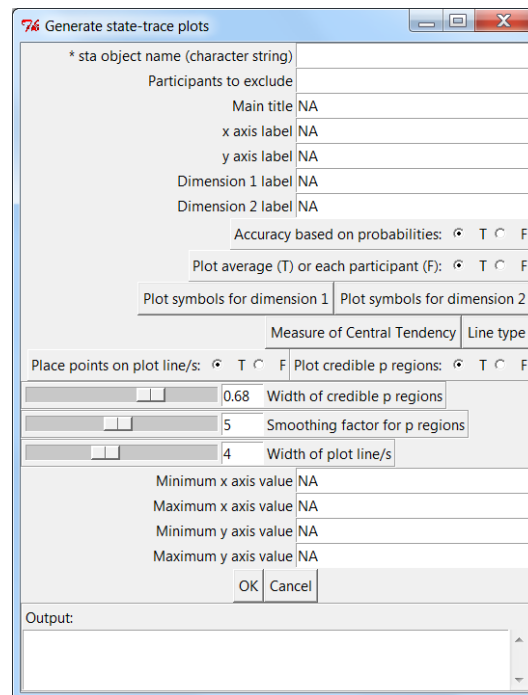 Generate state-trace plots
* sta object name (character string)
Participants to exclude
Main title NA
x axis label NA
y axis label NA
Dimension 1 label NA
Dimension 2 label NA
Accuracy based on probabilities: T F
Plot average (T) or each participant (F): T F
Plot symbols for dimension 1 Plot symbols for dimension 2
Measure of Central Tendency Line type
Place points on plot line/s: T F Plot credible p regions: T F
0.68 Width of credible p regions
5 Smoothing factor for p regions
4 Width of plot line/s
Minimum x axis value NA
Maximum x axis value NA
Minimum y axis value NA
Maximum y axis value NA
OK Cancel
Output: